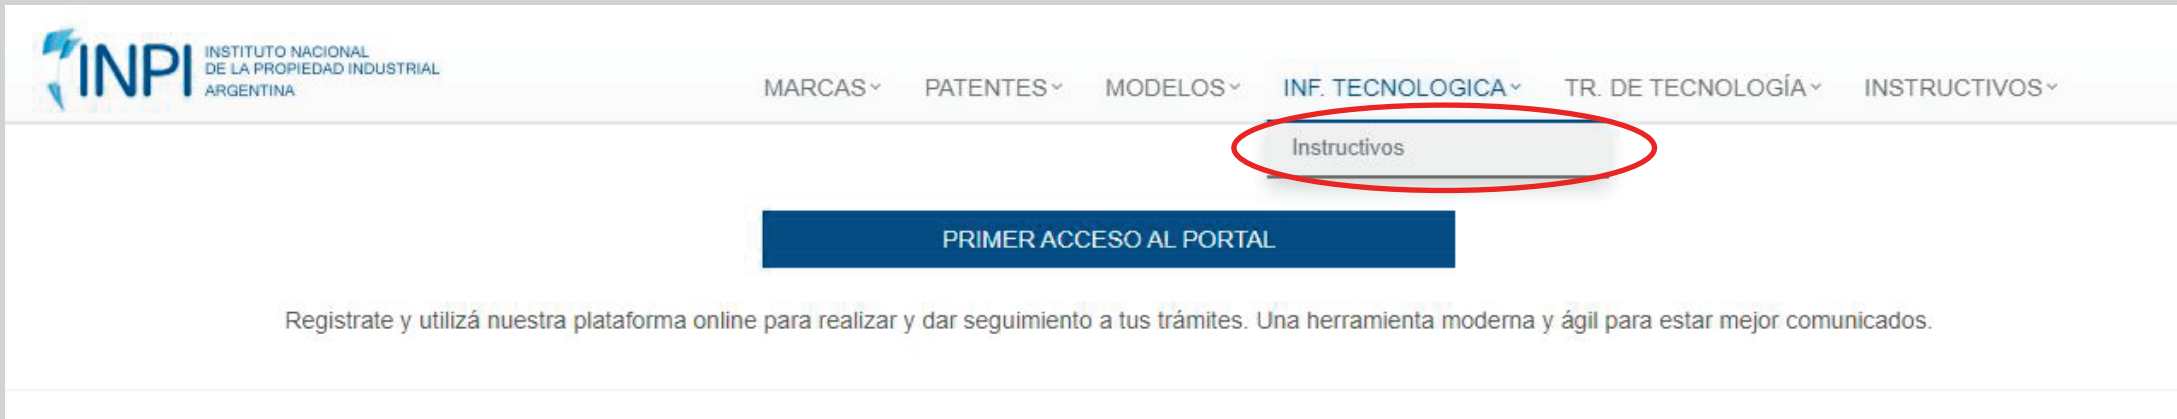 INPI
INSTITUTO NACIONAL
DE LA PROPIEDAD INDUSTRIAL
ARGENTINA
MARCAS PATENTES MODELOS INF. TECNOLOGICA TR. DE TECNOLOGÍA INSTRUCTIVOS
Instructivos
PRIMER ACCESO AL PORTAL
Registrate y utilizá nuestra plataforma online para realizar y dar seguimiento a tus trámites. Una herramienta moderna y ágil para estar mejor comunicados.